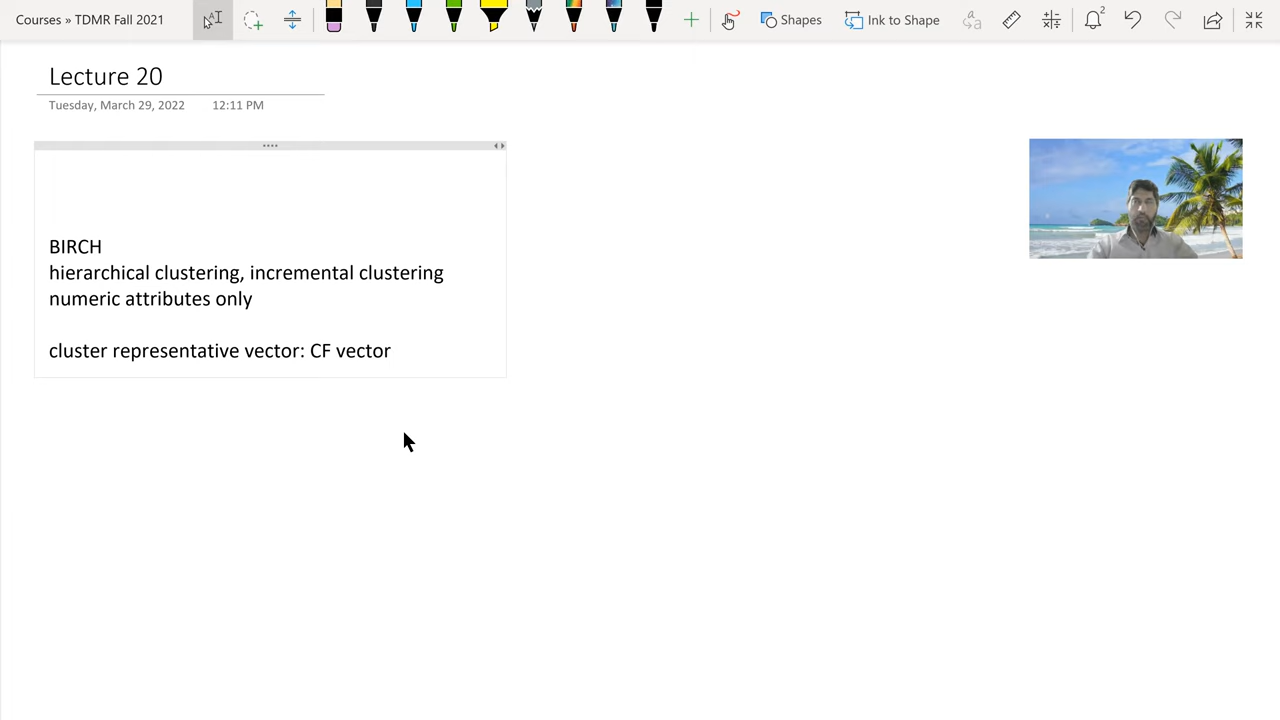 Courses » TDMR Fall 2021
Shapes
Ink to Shape
2
Lecture 20
Tuesday, March 29, 2022 12:11 PM
BIRCH
hierarchical clustering, incremental clustering
numeric attributes only
cluster representative vector: CF vector